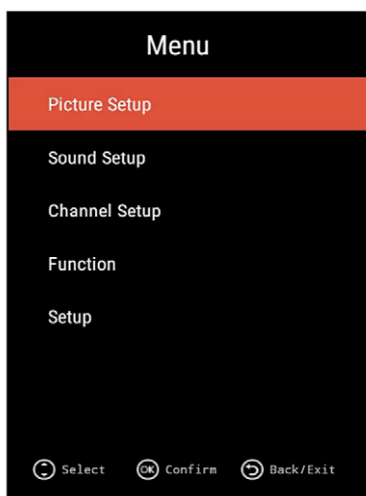 Menu
Picture Setup
Sound Setup
Channel Setup
Function
Setup
Select OK Confirm Back/Exit